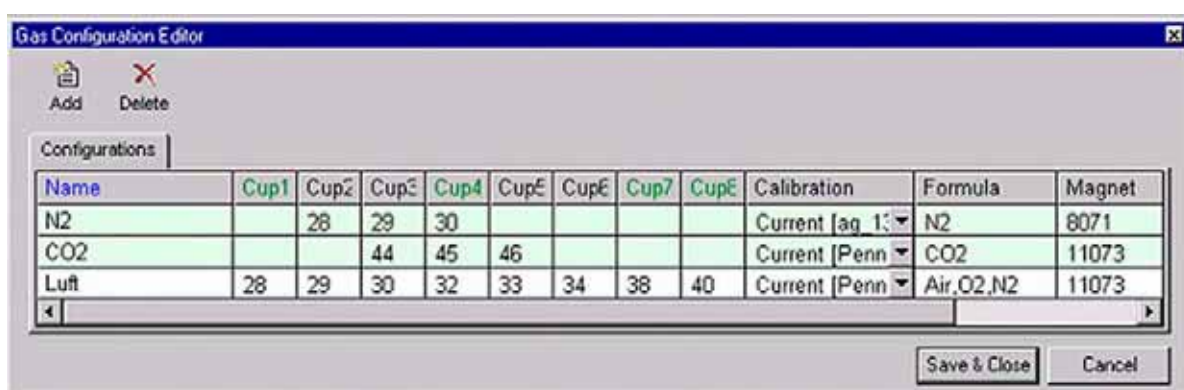 Gas Configuration Editor
Add Delete
Configurations
Name Cup1 Cup2 Cup3 Cup4 Cup5 Cup6 Cup7 Cup8 Calibration Formula Magnet
N2 28 29 30 Current [ag_13 N2 8071
CO2 44 45 46 Current [Penn CO2 11073
Luft 28 29 30 32 33 34 38 40 Current [Penn Air,O2,N2 11073
Save & Close Cancel